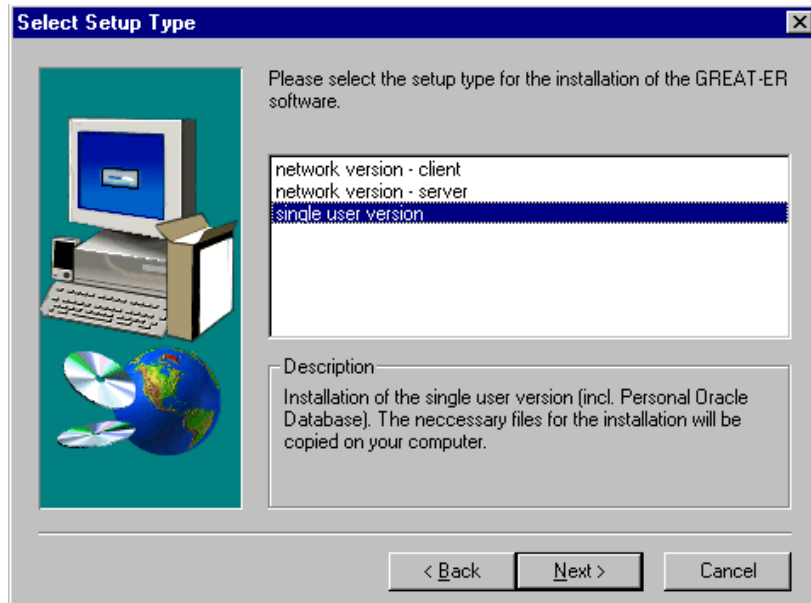 Select Setup Type
Please select the setup type for the installation of the GREAT-ER
software.
network version - client
network version - server
single user version
Description
Installation of the single user version (incl. Personal Oracle
Database). The neccessary files for the installation will be
copied on your computer.
< Back
Next >
Cancel